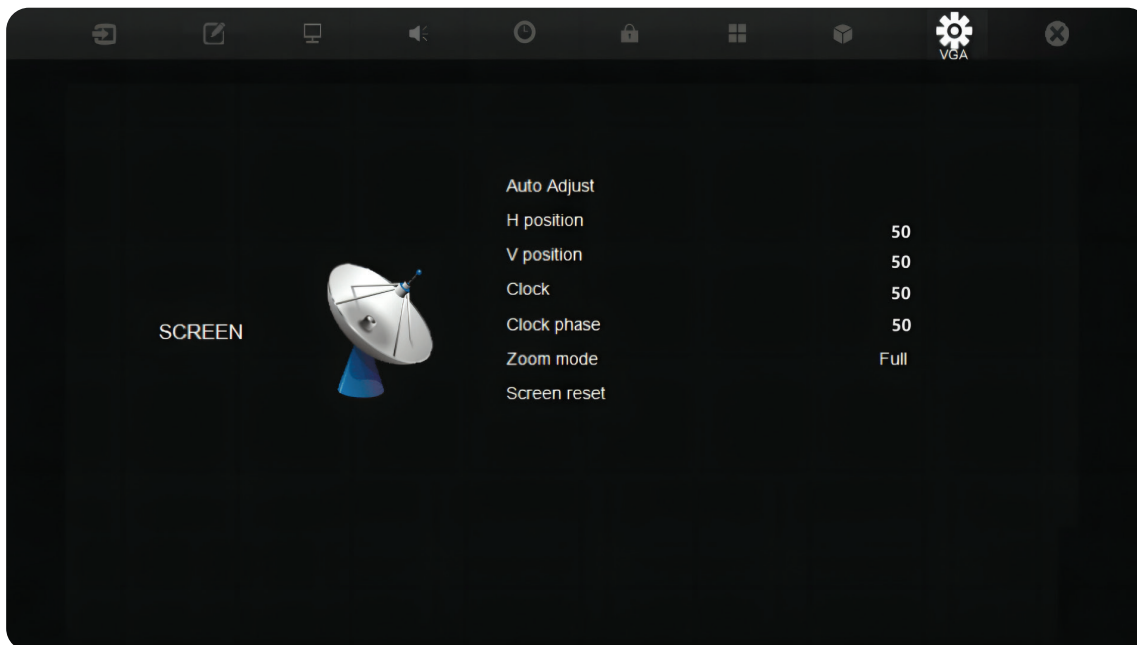 VGA
Auto Adjust
H position 50
V position 50
Clock 50
SCREEN
Clock phase 50
Zoom mode Full
Screen reset